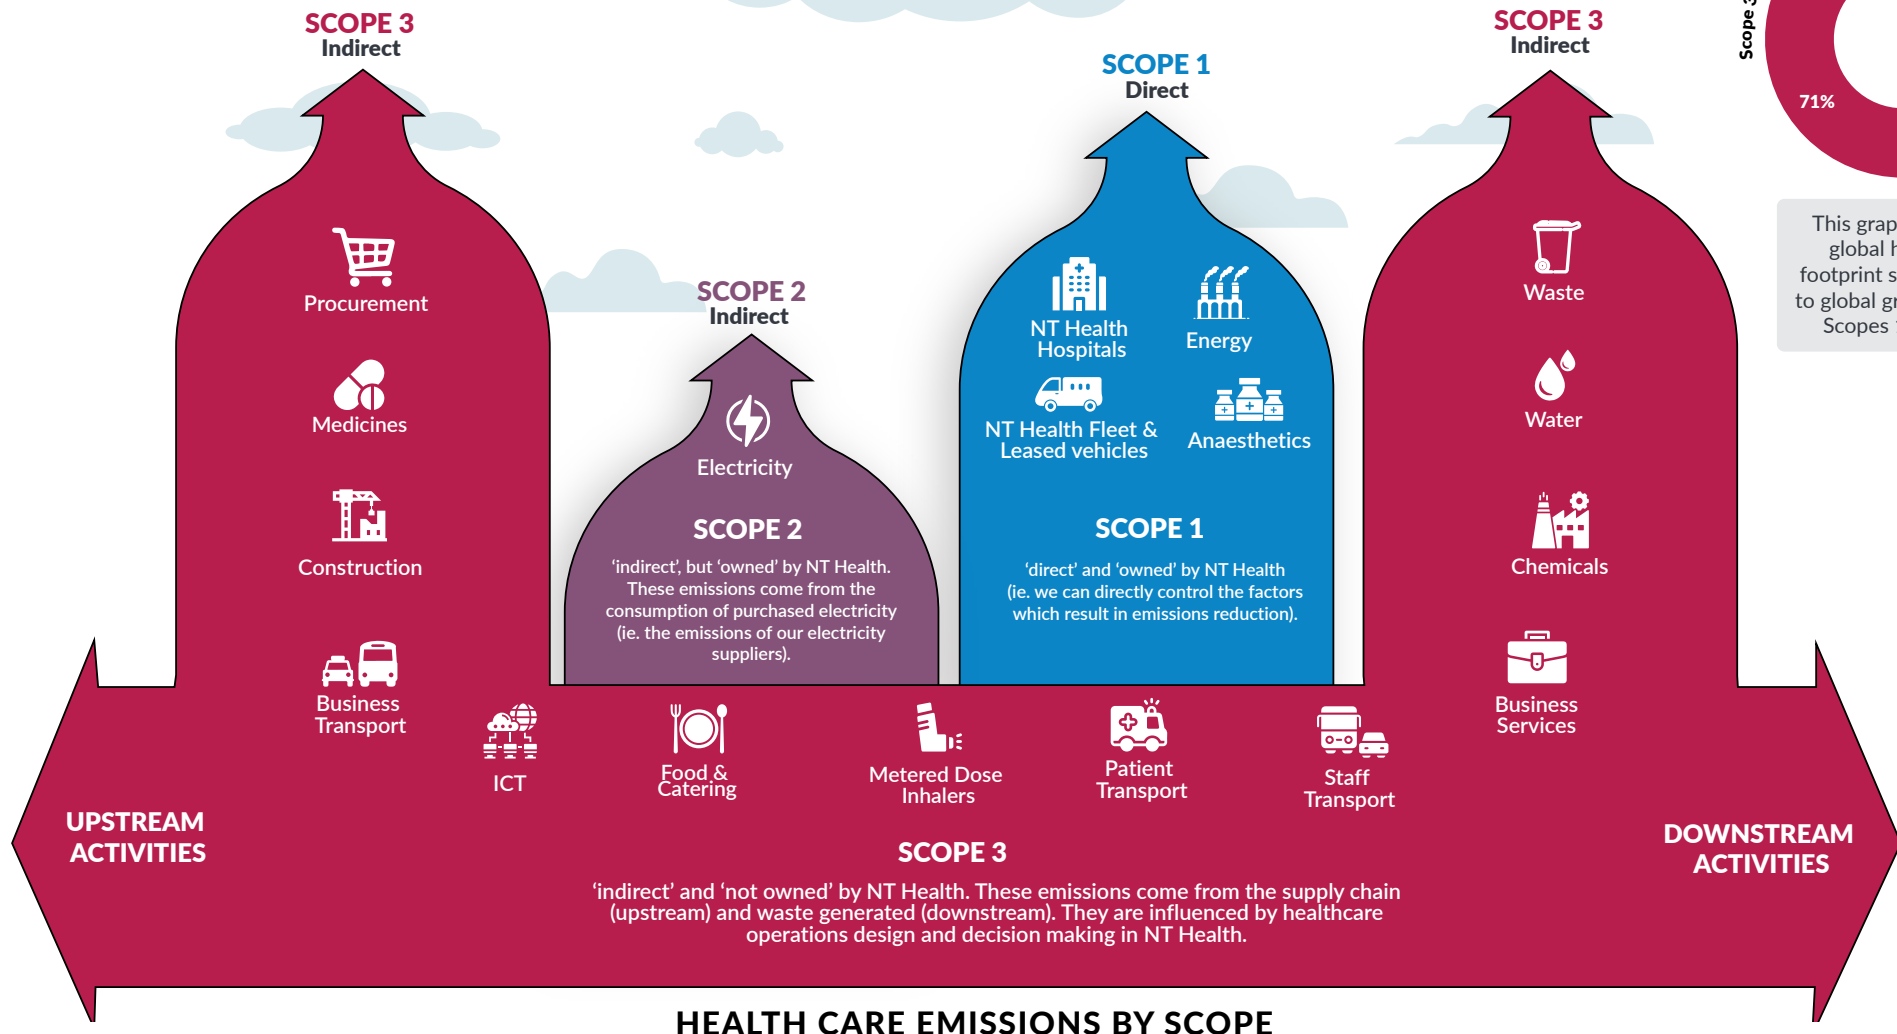 SCOPE 3
Indirect
Procurement
Medicines
Construction
Business
Transport
SCOPE 2
Indirect
Electricity
SCOPE 2
‘indirect’, but ‘owned’ by NT Health.
These emissions come from the
consumption of purchased electricity
(ie. the emissions of our electricity
suppliers).
SCOPE 1
Direct
NT Health
Hospitals
Energy
NT Health Fleet &
Leased vehicles
Anaesthetics
SCOPE 1
‘direct’ and ‘owned’ by NT Health
(ie. we can directly control the factors
which result in emissions reduction).
SCOPE 3
Indirect
Waste
Water
Chemicals
Business
Services
Scope 3
71%
This grap
global h
footprint s
to global gr
Scopes
ICT
Food &
Catering
Metered Dose
Inhalers
Patient
Transport
Staff
Transport
UPSTREAM
ACTIVITIES
DOWNSTREAM
ACTIVITIES
SCOPE 3
‘indirect’ and ‘not owned’ by NT Health. These emissions come from the supply chain
(upstream) and waste generated (downstream). They are influenced by healthcare
operations design and decision making in NT Health.
HEALTH CARE EMISSIONS BY SCOPE